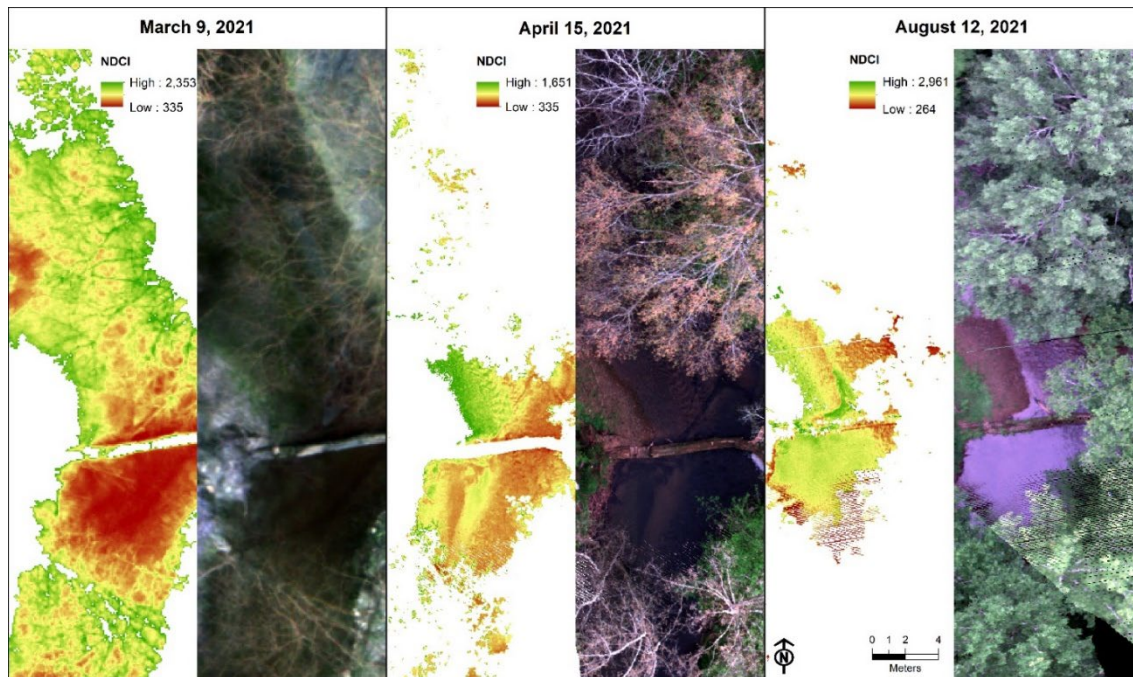 March 9, 2021
NDCI
High : 2,353
Low : 335
April 15, 2021
NDCI
High : 1,651
Low : 335
August 12, 2021
NDCI
High : 2,961
Low : 264
N
0 1 2 4
Meters